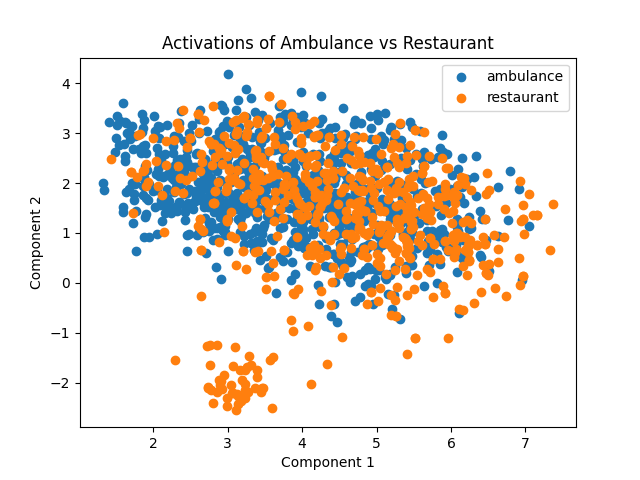 Activations of Ambulance vs Restaurant
ambulance
restaurant
4
3
2
1
0
−1
−2
Component 2
2
3
4
5
6
7
Component 1